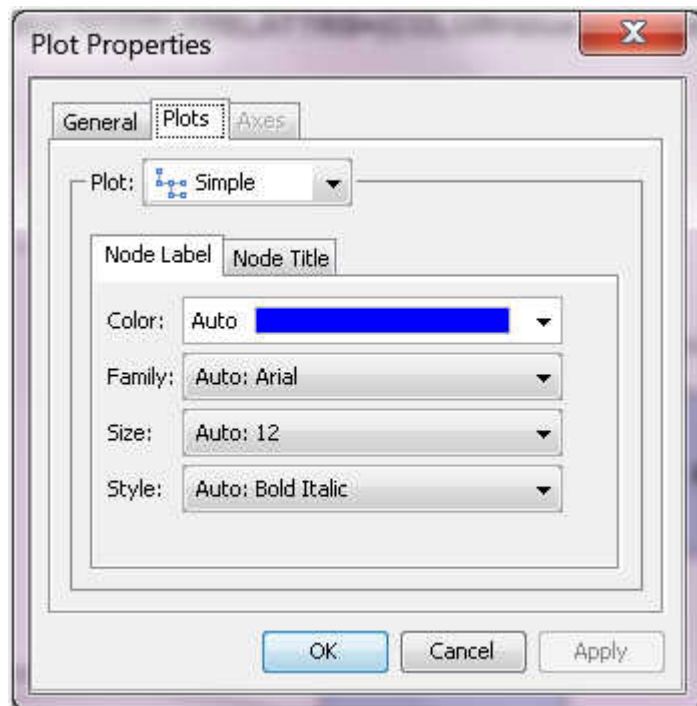 Plot Properties
General Plots Axes
Plot: Simple
Node Label Node Title
Color: Auto
Family: Auto: Arial
Size: Auto: 12
Style: Auto: Bold Italic
OK Cancel Apply